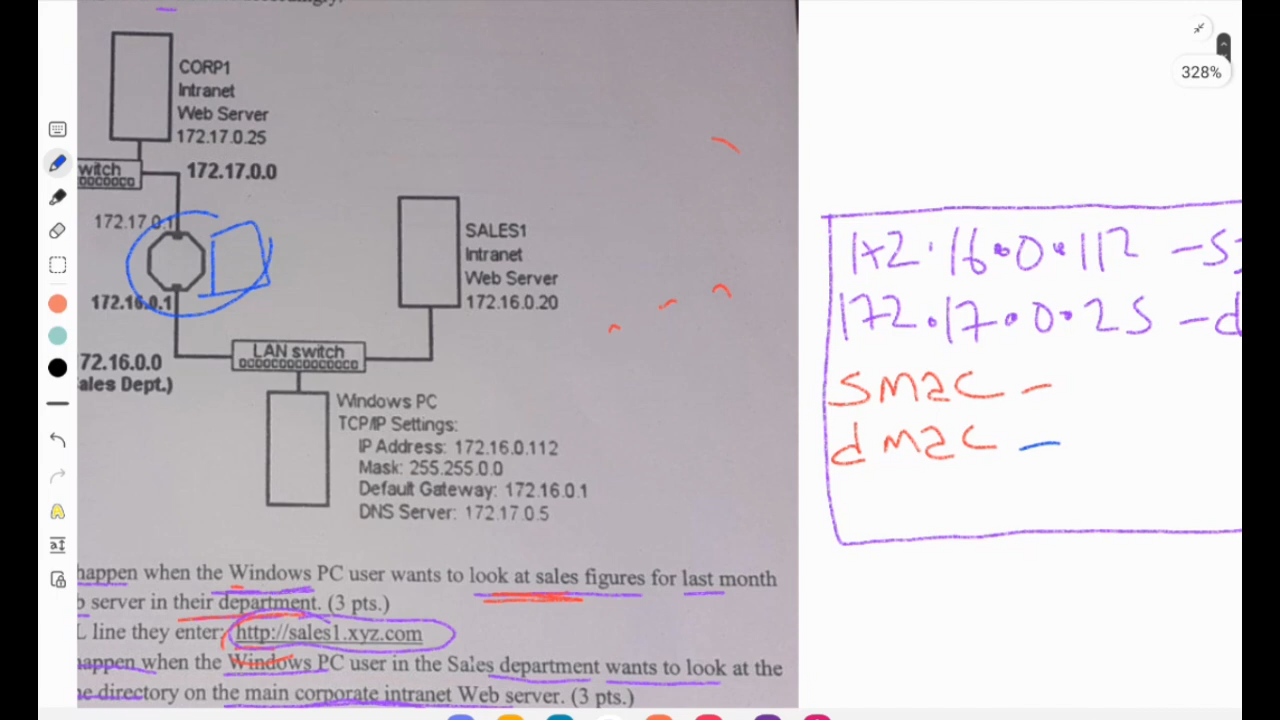 accordingly.
CORP1
Intranet
Web Server
172.17.0.25
witch
172.17.0.0
172.17.0.1
172.16.0.1
SALES1
Intranet
Web Server
172.16.0.20
LAN switch
72.16.0.0
ales Dept.)
Windows PC
TCP/IP Settings:
IP Address: 172.16.0.112
Mask: 255.255.0.0
Default Gateway: 172.16.0.1
DNS Server: 172.17.0.5
happen when the Windows PC user wants to look at sales figures for last month
b server in their department. (3 pts.)
L line they enter: http://sales1.xyz.com
happen when the Windows PC user in the Sales department wants to look at the
ne directory on the main corporate intranet Web server. (3 pts.)
328%
172.16.0.112 - S
172.17.0.25 - d
smac -
dmac -